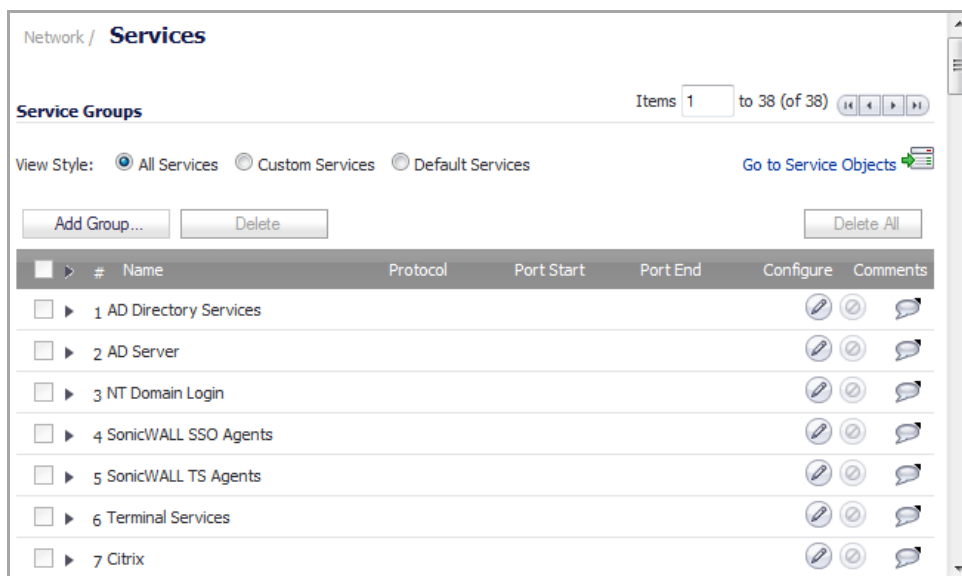 Network / Services
Service Groups
Items 1 to 38 (of 38)
View Style: All Services Custom Services Default Services Go to Service Objects
Add Group... Delete Delete All
# Name Protocol Port Start Port End Configure Comments
1 AD Directory Services
2 AD Server
3 NT Domain Login
4 SonicWALL SSO Agents
5 SonicWALL TS Agents
6 Terminal Services
7 Citrix